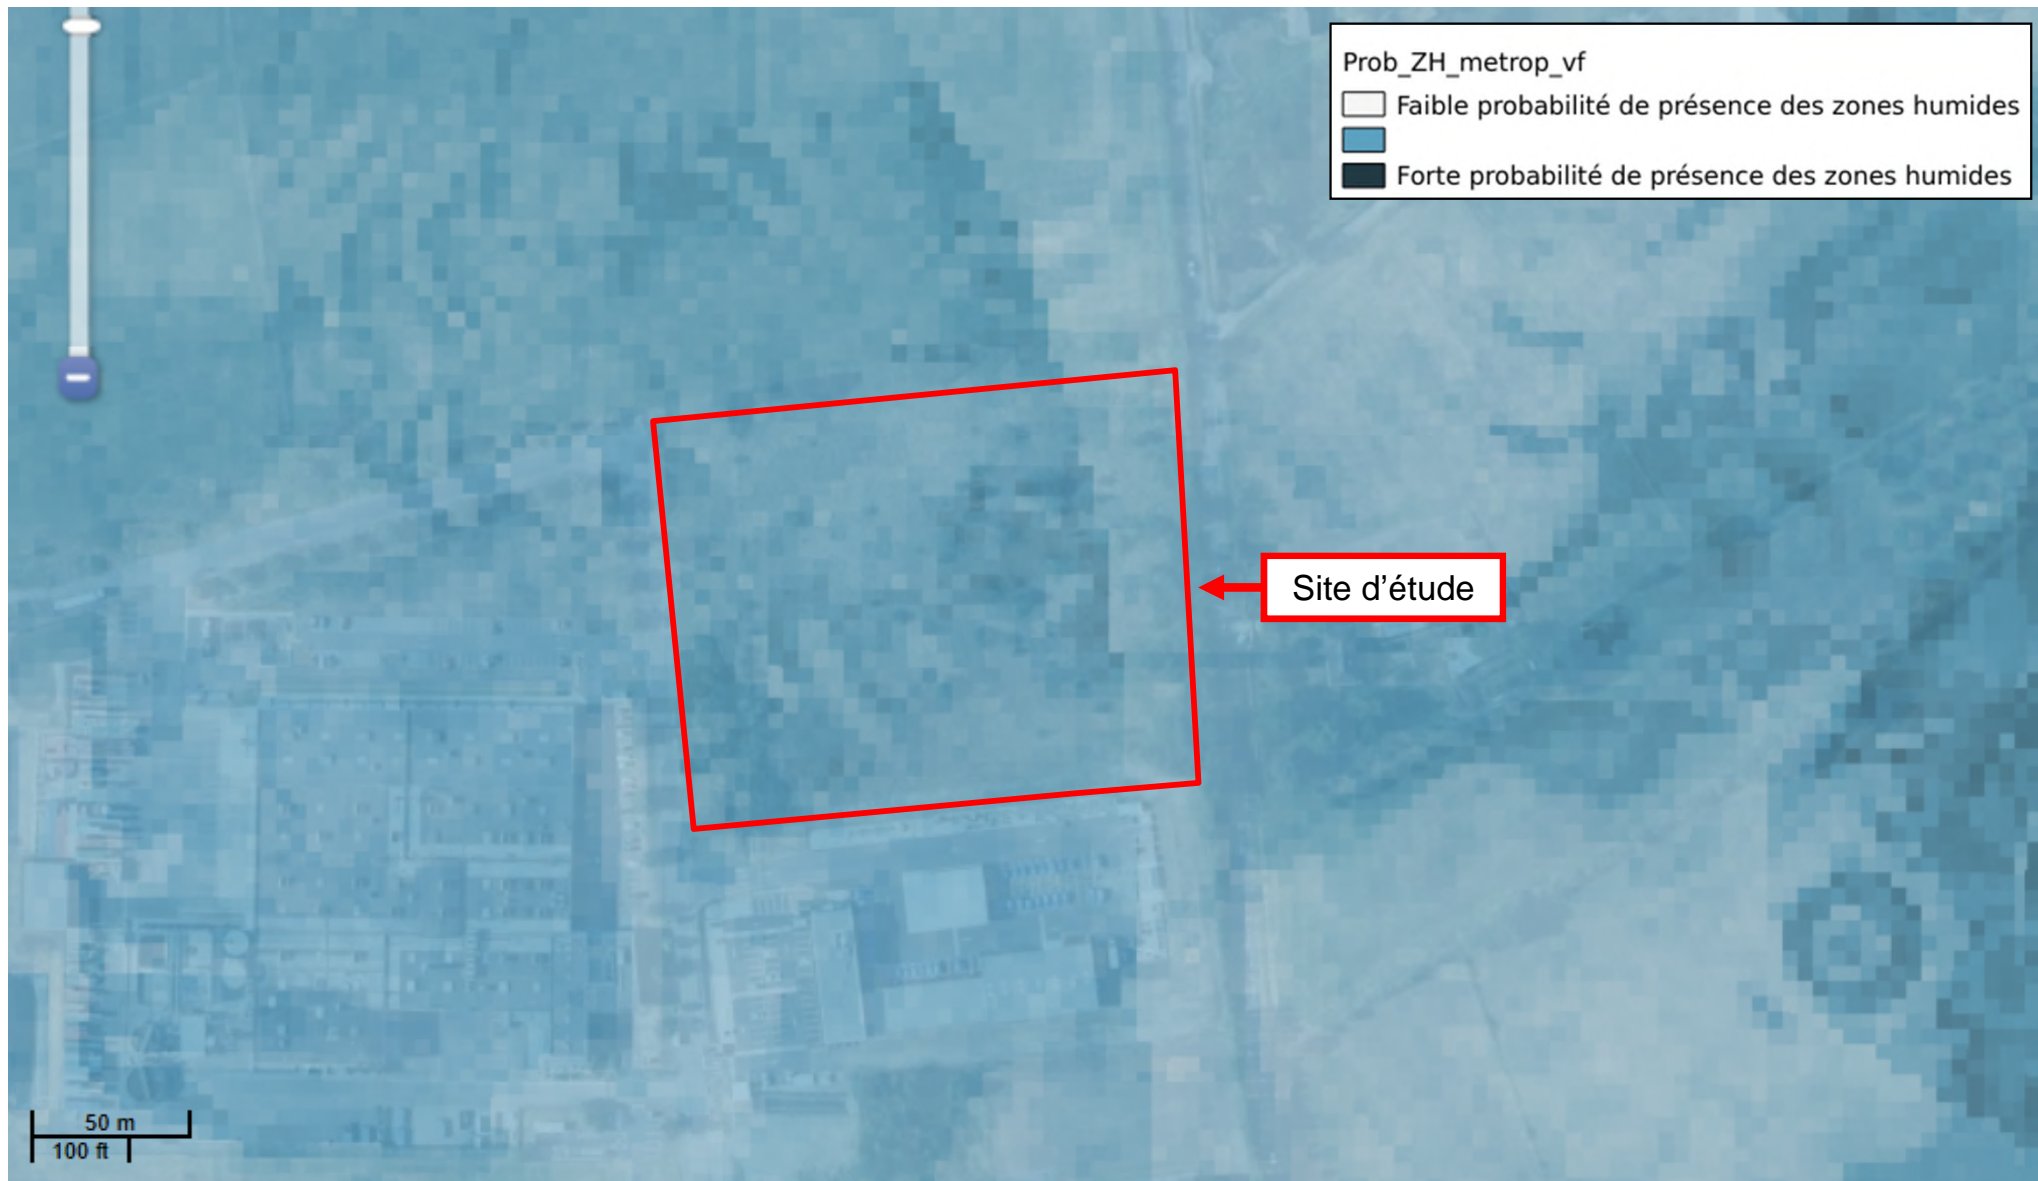 Prob_ZH_metrop_vf
Faible probabilité de présence des zones humides
Forte probabilité de présence des zones humides
Site d’étude
50 m
100 ft